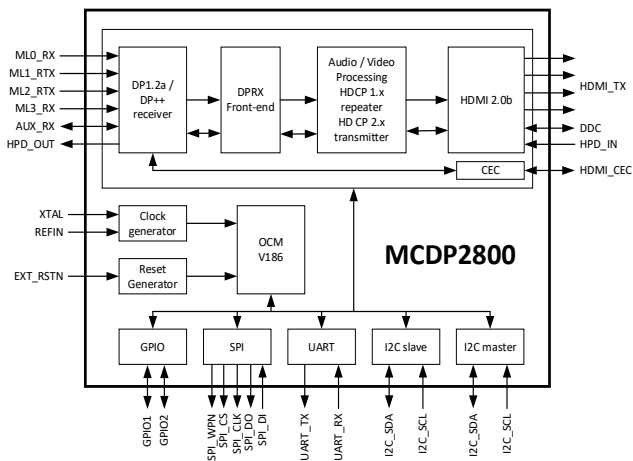 ML0_RX
ML1_RTX
ML2_RTX
ML3_RX
AUX_RX
HPD_OUT
DP1.2a /
DP++
receiver
DPRX
Front-end
Audio / Video
Processing
HDCP 1.x
repeater
HD CP 2.x
transmitter
HDMI 2.0b
CEC
HDMI_TX
DDC
HPD_IN
HDMI_CEC
XTAL
REFIN
EXT_RSTN
Clock
generator
Reset
Generator
OCM
V186
MCDP2800
GPIO
SPI
UART
I2C slave
I2C master
GPIO1
GPIO2
SPI_WPN
SPI_CS
SPI_CLK
SPI_DO
SPI_DI
UART_TX
UART_RX
I2C_SDA
I2C_SCL
I2C_SDA
I2C_SCL